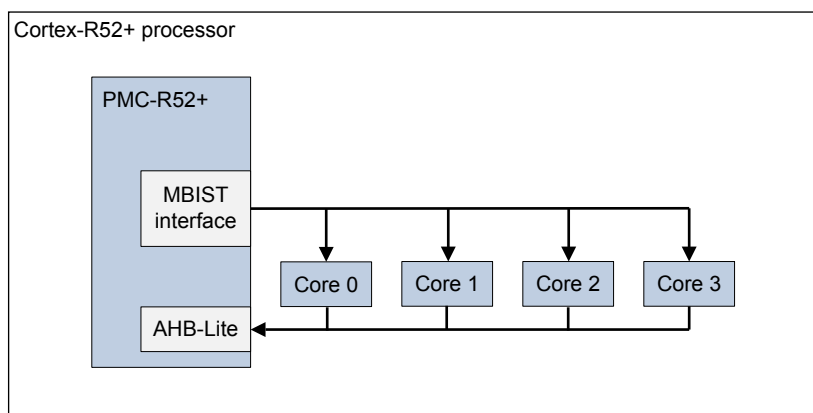 Cortex-R52+ processor
PMC-R52+
MBIST
interface
Core 0
Core 1
Core 2
Core 3
AHB-Lite